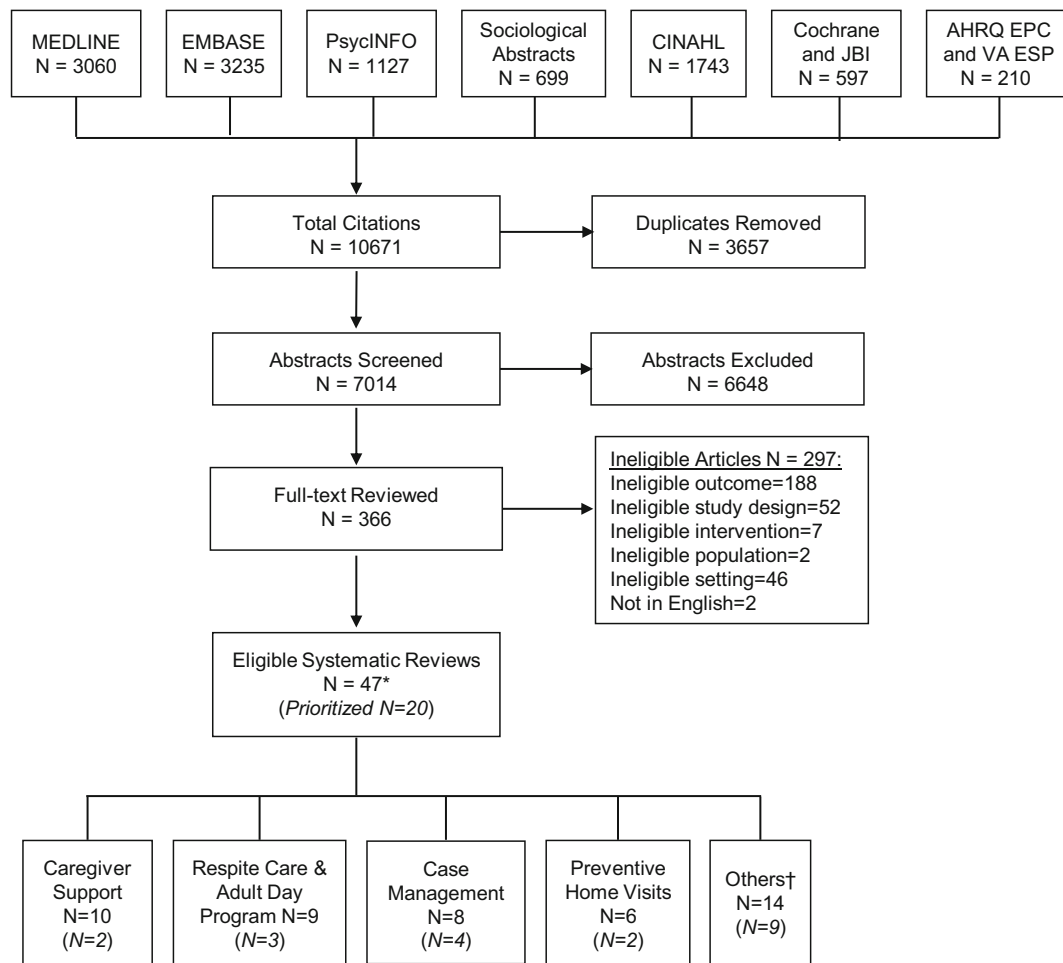 MEDLINE
N = 3060
EMBASE
N = 3235
PsycINFO
N = 1127
Sociological
Abstracts
N = 699
CINAHL
N = 1743
Cochrane
and JBI
N = 597
AHRQ EPC
and VA ESP
N = 210
Total Citations
N = 10671
Duplicates Removed
N = 3657
Abstracts Screened
N = 7014
Abstracts Excluded
N = 6648
Full-text Reviewed
N = 366
Ineligible Articles N = 297:
Ineligible outcome=188
Ineligible study design=52
Ineligible intervention=7
Ineligible population=2
Ineligible setting=46
Not in English=2
Eligible Systematic Reviews
N = 47*
(Prioritized N=20)
Caregiver
Support
N=10
(N=2)
Respite Care &
Adult Day
Program N=9
(N=3)
Case
Management
N=8
(N=4)
Preventive
Home Visits
N=6
(N=2)
Others†
N=14
(N=9)